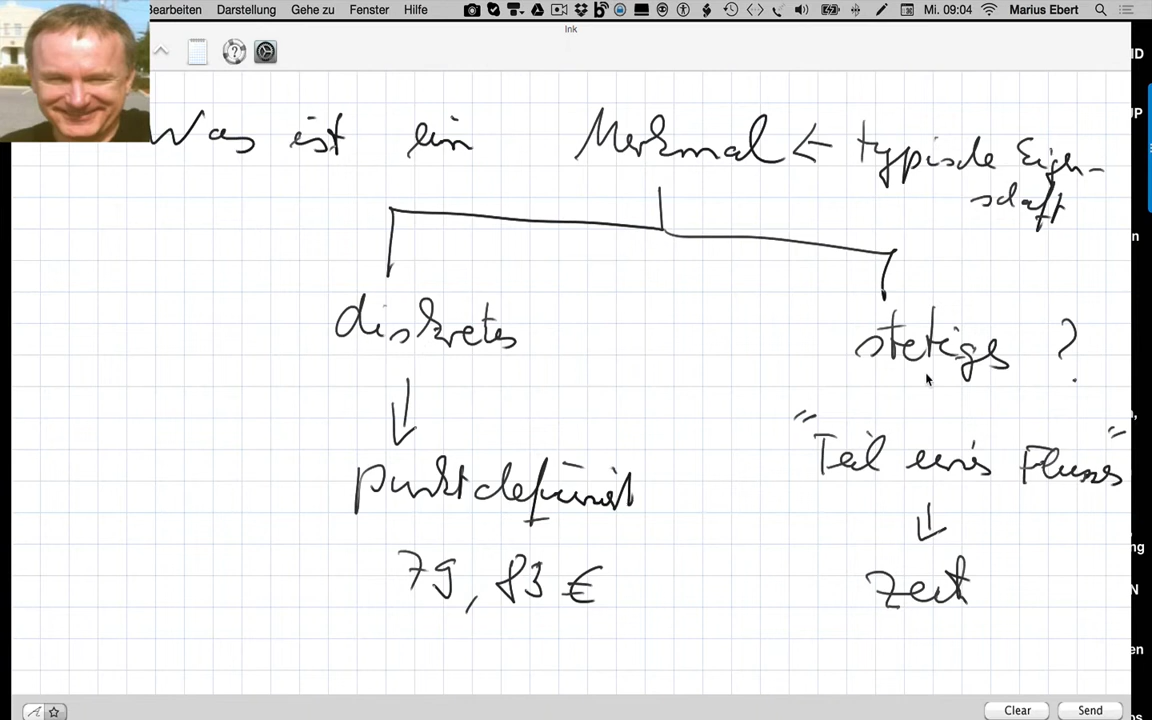 Bearbeiten Darstellung Gehe zu Fenster Hilfe Mi. 09:04 Marius Ebert
Ink
Was ist ein Merkmal ← typische Eigen-
schaft
diskretes stetiges ?
punktdefiniert "Teil eines Flusses"
79,83 € Zeit
Clear Send